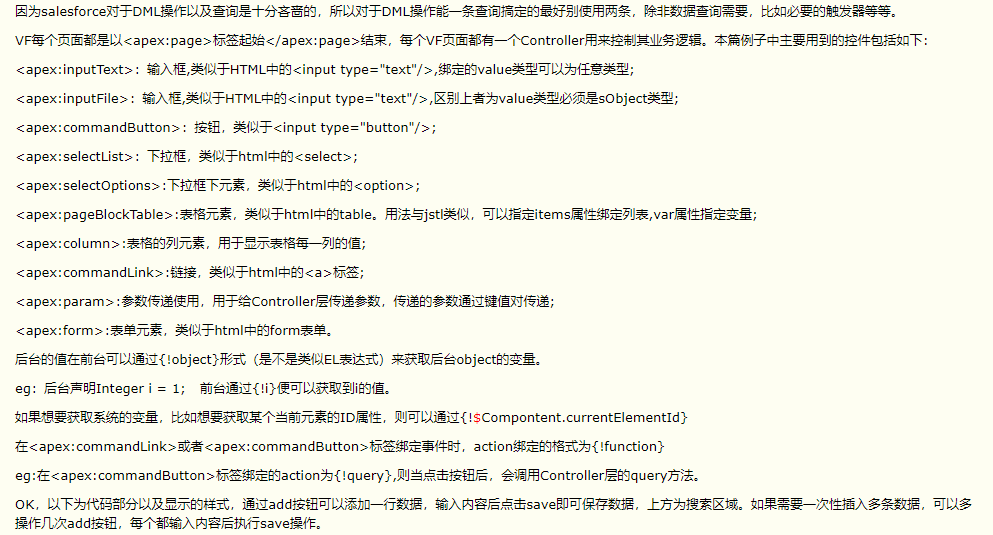 因为salesforce对于DML操作以及查询是十分吝啬的，所以对于DML操作能一条查询搞定的最好别使用两条，除非数据查询需要，比如必要的触发器等等。
VF每个页面都是以<apex:page>标签起始</apex:page>结束，每个VF页面都有一个Controller用来控制其业务逻辑。本篇例子中主要用到的控件包括如下：
<apex:inputText>：输入框,类似于HTML中的<input type="text"/>,绑定的value类型可以为任意类型;
<apex:inputFile>：输入框,类似于HTML中的<input type="text"/>,区别上者为value类型必须是sObject类型;
<apex:commandButton>：按钮，类似于<input type="button"/>;
<apex:selectList>：下拉框，类似于html中的<select>;
<apex:selectOptions>:下拉框下元素，类似于html中的<option>;
<apex:pageBlockTable>:表格元素，类似于html中的table。用法与jstl类似，可以指定items属性绑定列表,var属性指定变量;
<apex:column>:表格的列元素，用于显示表格每一列的值;
<apex:commandLink>:链接，类似于html中的<a>标签;
<apex:param>:参数传递使用，用于给Controller层传递参数，传递的参数通过键值对传递;
<apex:form>:表单元素，类似于html中的form表单。
后台的值在前台可以通过{!object}形式（是不是类似EL表达式）来获取后台object的变量。
eg：后台声明Integer i = 1; 前台通过{!i}便可以获取到i的值。
如果想要获取系统的变量，比如想要获取某个当前元素的ID属性，则可以通过{!$Compontent.currentElementId}
在<apex:commandLink>或者<apex:commandButton>标签绑定事件时，action绑定的格式为{!function}
eg:在<apex:commandButton>标签绑定的action为{!query},则当点击按钮后，会调用Controller层的query方法。
OK，以下为代码部分以及显示的样式，通过add按钮可以添加一行数据，输入内容后点击save即可保存数据，上方为搜索区域。如果需要一次性插入多条数据，可以多
操作几次add按钮，每个都输入内容后执行save操作。